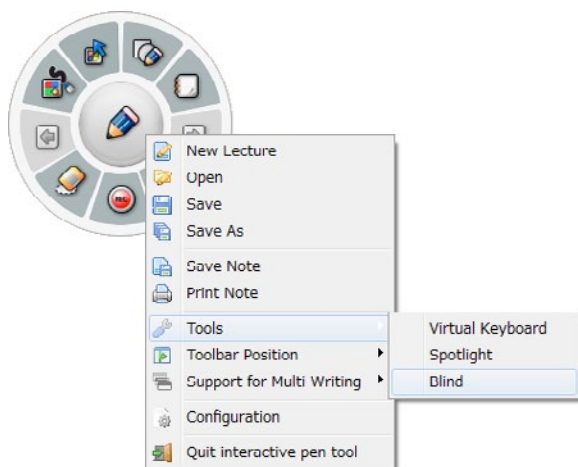 REC
New Lecture
Open
Save
Save As
Save Note
Print Note
Tools
Virtual Keyboard
Toolbar Position
Spotlight
Support for Multi Writing
Blind
Configuration
Quit interactive pen tool